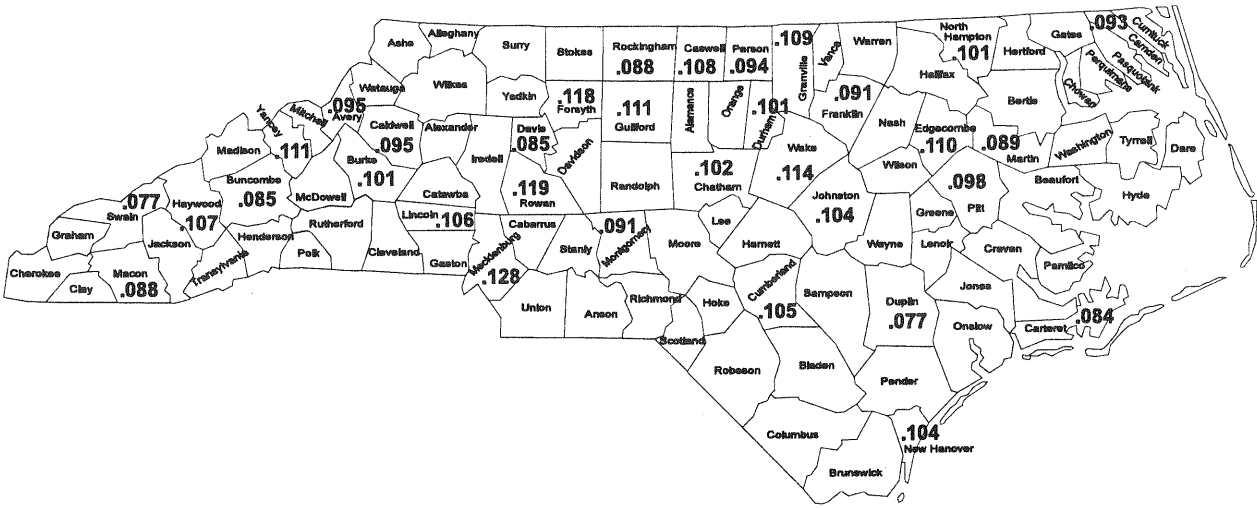 Ashe
Alleghany
Surry
Stokes
Rockingham
.088
Caswell
.108
Person
.094
.109
Granville
Vance
Warren
North
Hampton
.101
Hertford
Gates
.093
Currituck
Camden
Pasquotank
Perquimans
Chowan
Watauga
Wilkes
Yadkin
.118
Forsyth
.111
Guilford
Alamance
Orange
.101
Durham
.091
Franklin
Halifax
Bertie
Mitchell
.095
Avery
Caldwell
.095
Alexander
Iredell
Davie
.085
Davidson
Nash
Edgecombe
.110
.089
Martin
Washington
Tyrrell
Dare
Yancey
.111
Madison
Burke
.101
Catawba
.119
Rowan
Randolph
.102
Chatham
Wake
.114
Wilson
.098
Pitt
Beaufort
Hyde
Buncombe
.085
McDowell
.077
Swain
Haywood
.107
Jackson
Graham
Henderson
Rutherford
Polk
Cleveland
Lincoln
.106
Gaston
Cabarrus
Stanly
.091
Montgomery
Moore
Lee
Harnett
Johnston
.104
Wayne
Greene
Lenoir
Craven
Pamlico
Cherokee
Clay
Macon
.088
Transylvania
Mecklenburg
.128
Union
Anson
Richmond
Hoke
Scotland
Cumberland
.105
Sampson
Duplin
.077
Jones
Onslow
Carteret
.084
Robeson
Bladen
Pender
Columbus
Brunswick
.104
New Hanover